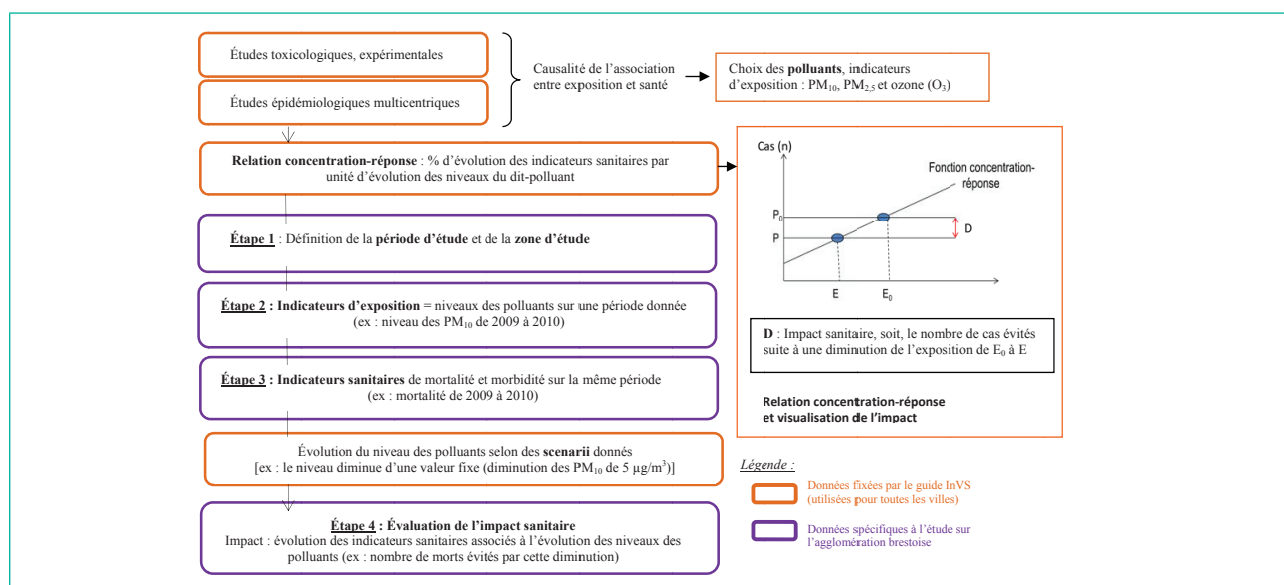 Études toxicologiques, expérimentales
Études épidémiologiques multicentriques
Causalité de l'association
entre exposition et santé
Choix des polluants, indicateurs
d'exposition : PM₁₀, PM₂,₅ et ozone (O₃)
Relation concentration-réponse : % d'évolution des indicateurs sanitaires par
unité d'évolution des niveaux du dit-polluant
Étape 1 : Définition de la période d'étude et de la zone d'étude
Étape 2 : Indicateurs d'exposition = niveaux des polluants sur une période donnée
(ex : niveau des PM₁₀ de 2009 à 2010)
Étape 3 : Indicateurs sanitaires de mortalité et morbidité sur la même période
(ex : mortalité de 2009 à 2010)
Évolution du niveau des polluants selon des scenarii donnés
[ex : le niveau diminue d'une valeur fixe (diminution des PM₁₀ de 5 µg/m³)]
Étape 4 : Évaluation de l'impact sanitaire
Impact : évolution des indicateurs sanitaires associés à l'évolution des niveaux des
polluants (ex : nombre de morts évités par cette diminution)
Cas (n)
Fonction concentration-
réponse
P₀
D
P
E
E₀
D : Impact sanitaire, soit, le nombre de cas évités
suite à une diminution de l'exposition de E₀ à E
Relation concentration-réponse
et visualisation de l'impact
Légende :
Données fixées par le guide InVS
(utilisées pour toutes les villes)
Données spécifiques à l'étude sur
l'agglomération brestoise